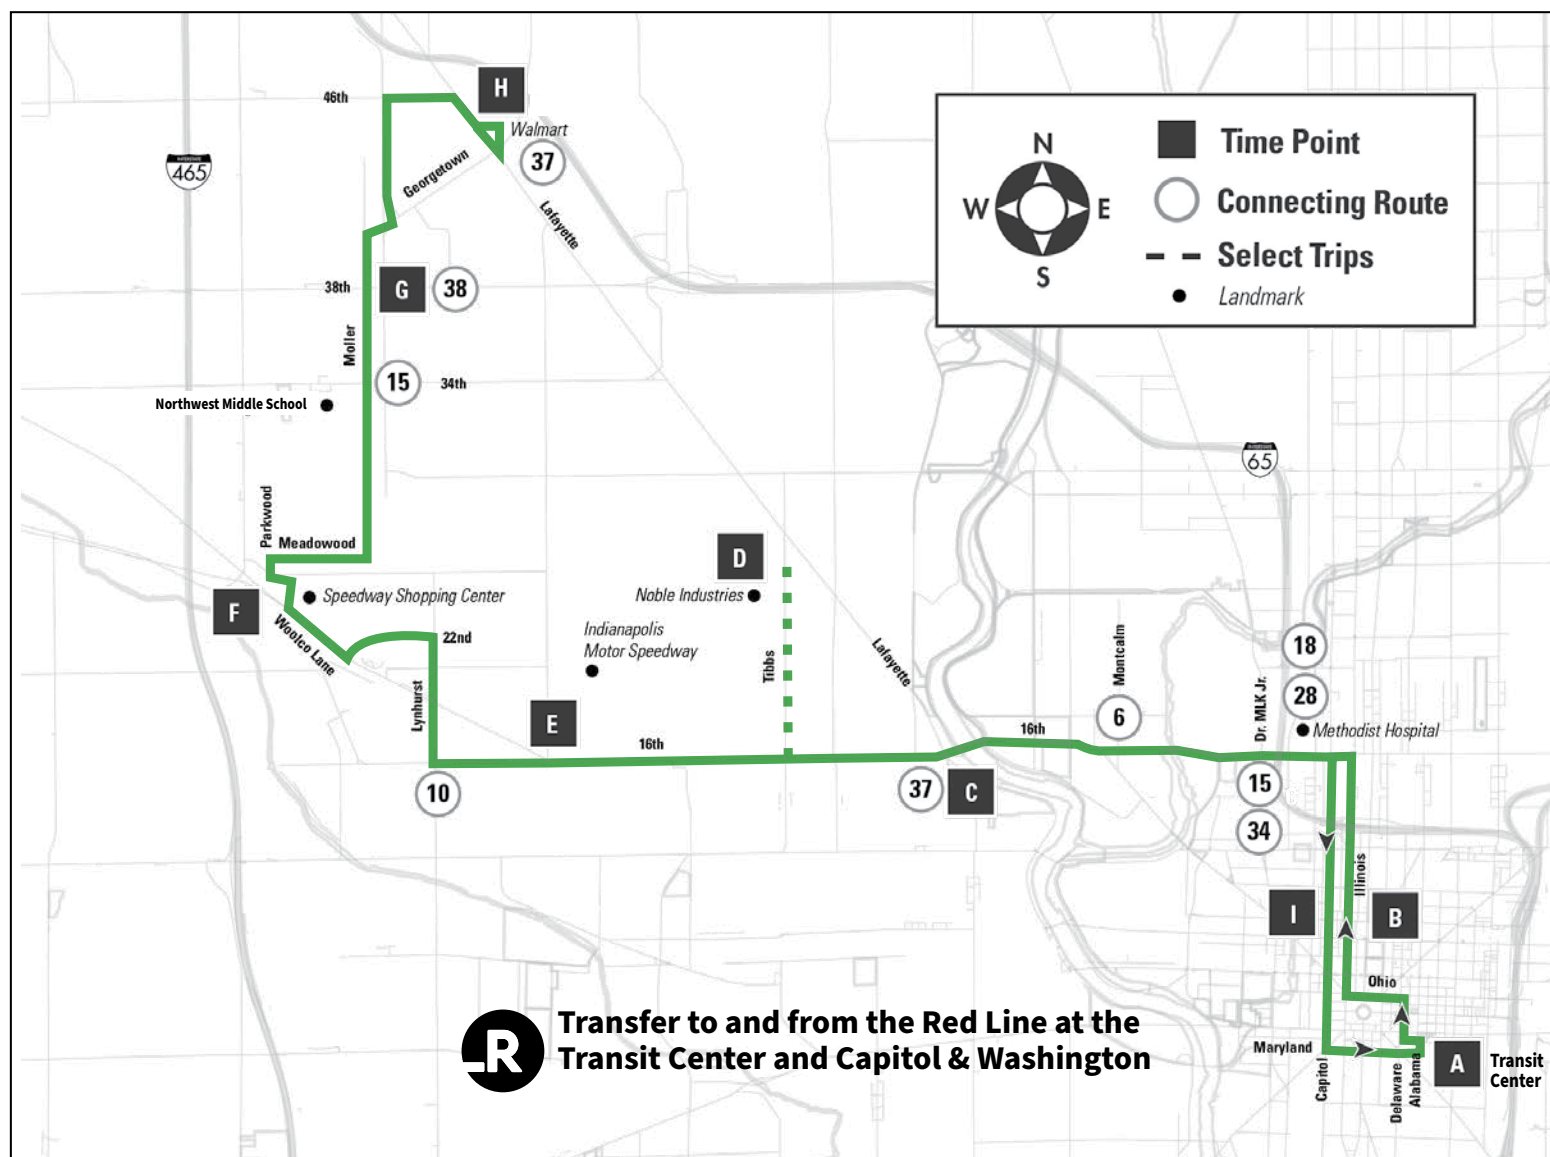 H
46th
Walmart
37
INTERSTATE
465
Georgetown
Lafayette
N
W
E
S
Time Point
Connecting Route
Select Trips
Landmark
38th
G
38
Moller
15
34th
Northwest Middle School
65
Parkwood
Meadowood
D
F
Speedway Shopping Center
Noble Industries
Woolco Lane
22nd
Indianapolis
Motor Speedway
Tibbs
Lafayette
Montcalm
18
28
Dr. MLK Jr.
Methodist Hospital
Lynhurst
E
16th
6
16th
10
37
C
15
34
Illinois
I
B
Ohio
R
Transfer to and from the Red Line at the
Transit Center and Capitol & Washington
Maryland
Capitol
Delaware
Alabama
A
Transit
Center